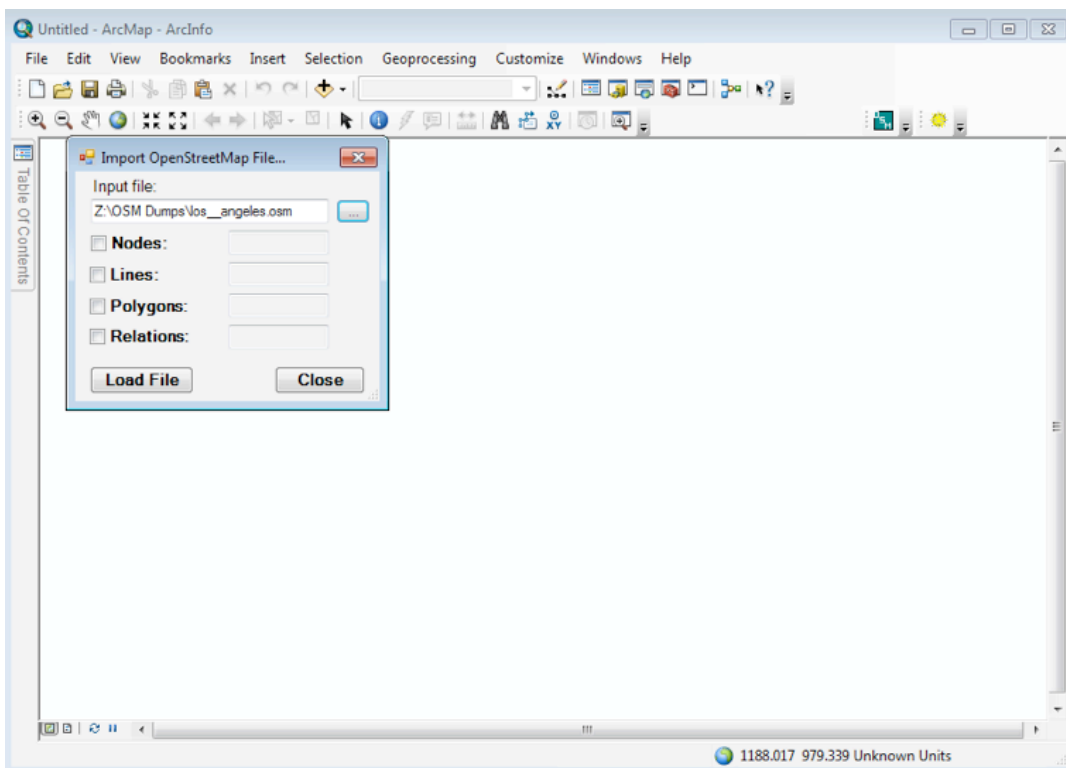 Untitled - ArcMap - ArcInfo
File Edit View Bookmarks Insert Selection Geoprocessing Customize Windows Help
Table Of Contents
Import OpenStreetMap File...
Input file:
Z:\OSM Dumps\los__angeles.osm
...
Nodes:
Lines:
Polygons:
Relations:
Load File Close
1188.017 979.339 Unknown Units